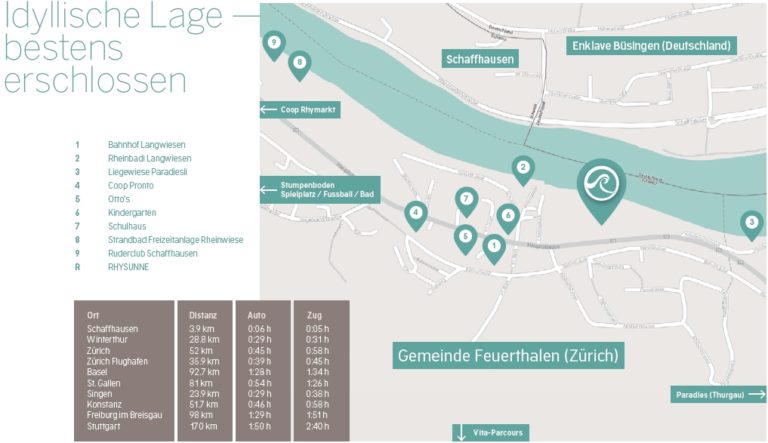 Idyllische Lage —
bestens
erschlossen
1 Bahnhof Langwiesen
2 Rheinbadi Langwiesen
3 Liegewiese Paradiesli
4 Coop Pronto
5 Otto's
6 Kindergarten
7 Schulhaus
8 Strandbad Freizeitanlage Rheinwiese
9 Ruderclub Schaffhausen
R RHYSUNNE
Ort Distanz Auto Zug
Schaffhausen 3.9 km 0:06 h 0:05 h
Winterthur 28.8 km 0:29 h 0:31 h
Zürich 52 km 0:45 h 0:58 h
Zürich Flughafen 35.9 km 0:39 h 0:45 h
Basel 92.7 km 1:28 h 1:34 h
St. Gallen 81 km 0:54 h 1:26 h
Singen 23.9 km 0:29 h 0:38 h
Konstanz 51.7 km 0:46 h 0:58 h
Freiburg im Breisgau 98 km 1:29 h 1:51 h
Stuttgart 170 km 1:50 h 2:40 h
9
8
Schaffhausen
Enklave Büsingen (Deutschland)
← Coop Rhymarkt
← Stumpenboden
Spielplatz / Fussball / Bad
2
7
6
4
5
1
3
Gemeinde Feuerthalen (Zürich)
Paradies (Thurgau) →
↓ Vita-Parcours